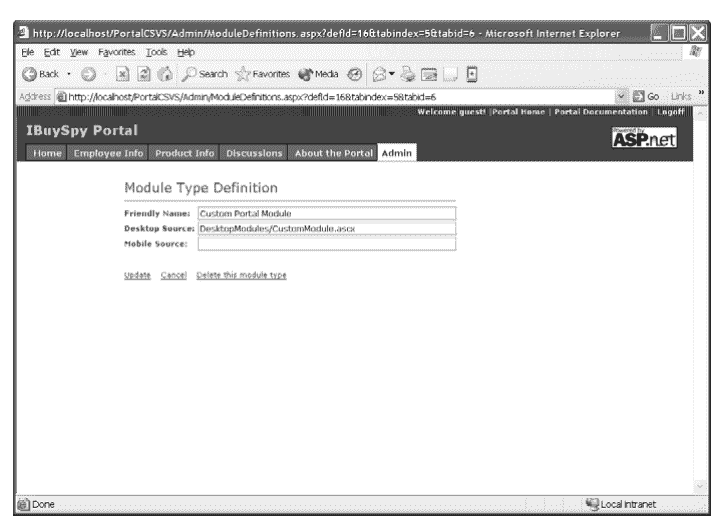 http://localhost/PortalCSVS/Admin/ModuleDefinitions.aspx?defId=16&tabindex=5&tabid=6 - Microsoft Internet Explorer
File Edit View Favorites Tools Help
Back Search Favorites Media
Address http://localhost/PortalCSVS/Admin/ModuleDefinitions.aspx?defId=16&tabindex=5&tabid=6 Go Links »
Welcome guest! | Portal Home | Portal Documentation | Logoff
IBuySpy Portal
Powered by
ASP.net
Home Employee Info Product Info Discussions About the Portal Admin
Module Type Definition
Friendly Name: Custom Portal Module
Desktop Source: DesktopModules/CustomModule.ascx
Mobile Source:
Update Cancel Delete this module type
Done Local intranet